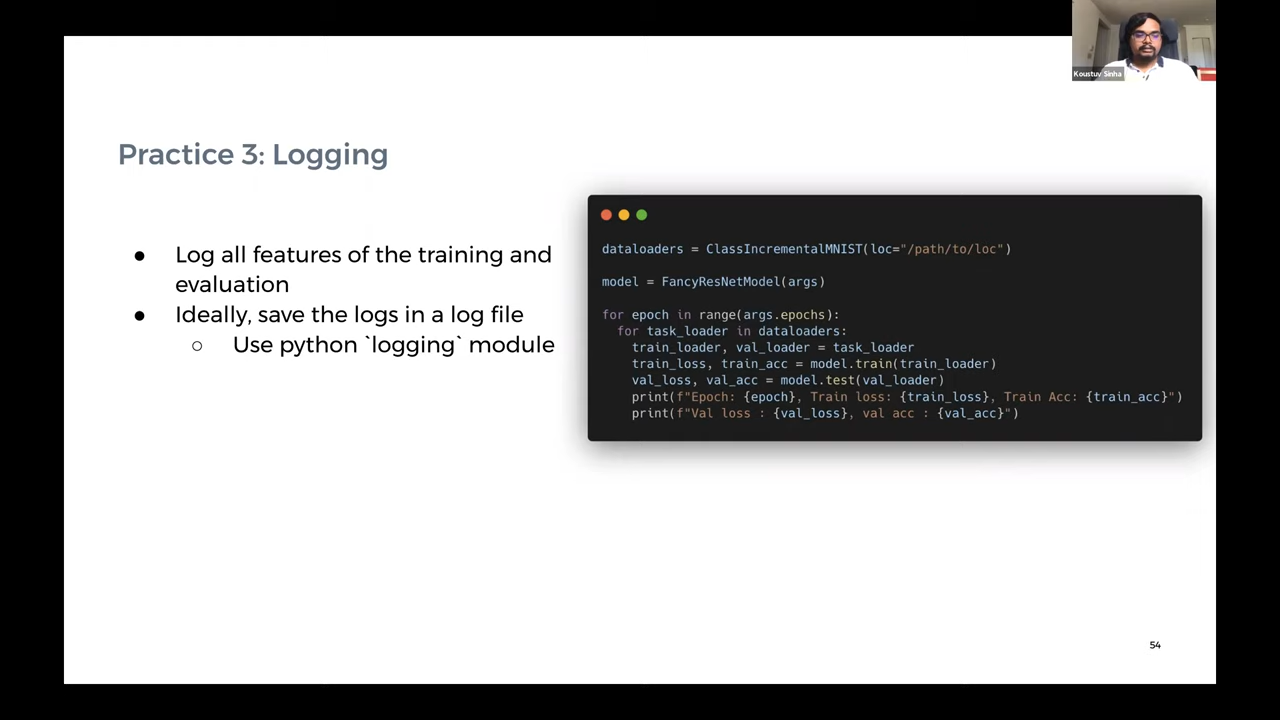 Koustuv Sinha
Practice 3: Logging
● Log all features of the training and
evaluation
● Ideally, save the logs in a log file
○ Use python `logging` module
dataloaders = ClassIncrementalMNIST(loc="/path/to/loc")
model = FancyResNetModel(args)
for epoch in range(args.epochs):
  for task_loader in dataloaders:
    train_loader, val_loader = task_loader
    train_loss, train_acc = model.train(train_loader)
    val_loss, val_acc = model.test(val_loader)
    print(f"Epoch: {epoch}, Train loss: {train_loss}, Train Acc: {train_acc}")
    print(f"Val loss : {val_loss}, val acc : {val_acc}")
54